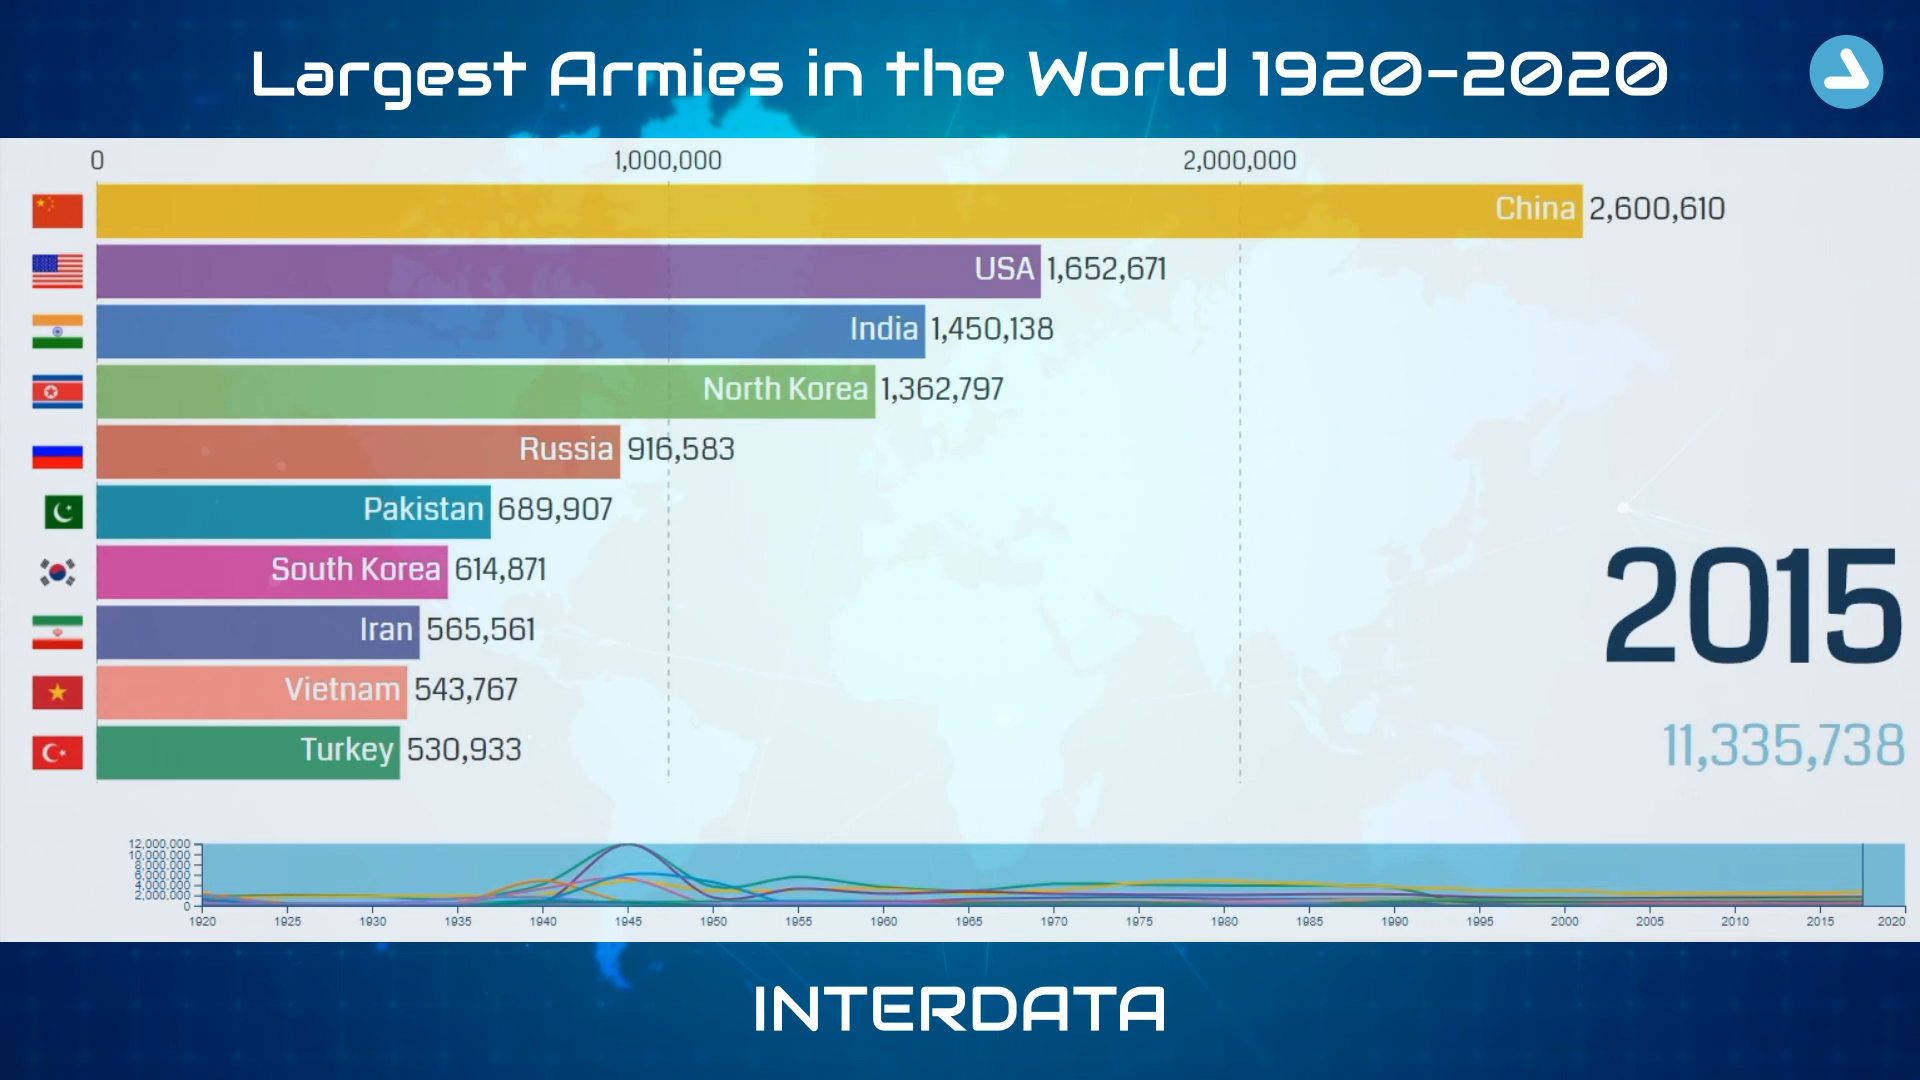 Largest Armies in the World 1920-2020
0 1,000,000 2,000,000
China 2,600,610
USA 1,652,671
India 1,450,138
North Korea 1,362,797
Russia 916,583
Pakistan 689,907
South Korea 614,871
Iran 565,561
Vietnam 543,767
Turkey 530,933
2015
11,335,738
12,000,000
10,000,000
8,000,000
6,000,000
4,000,000
2,000,000
0
1920 1925 1930 1935 1940 1945 1950 1955 1960 1965 1970 1975 1980 1985 1990 1995 2000 2005 2010 2015 2020
INTERDATA